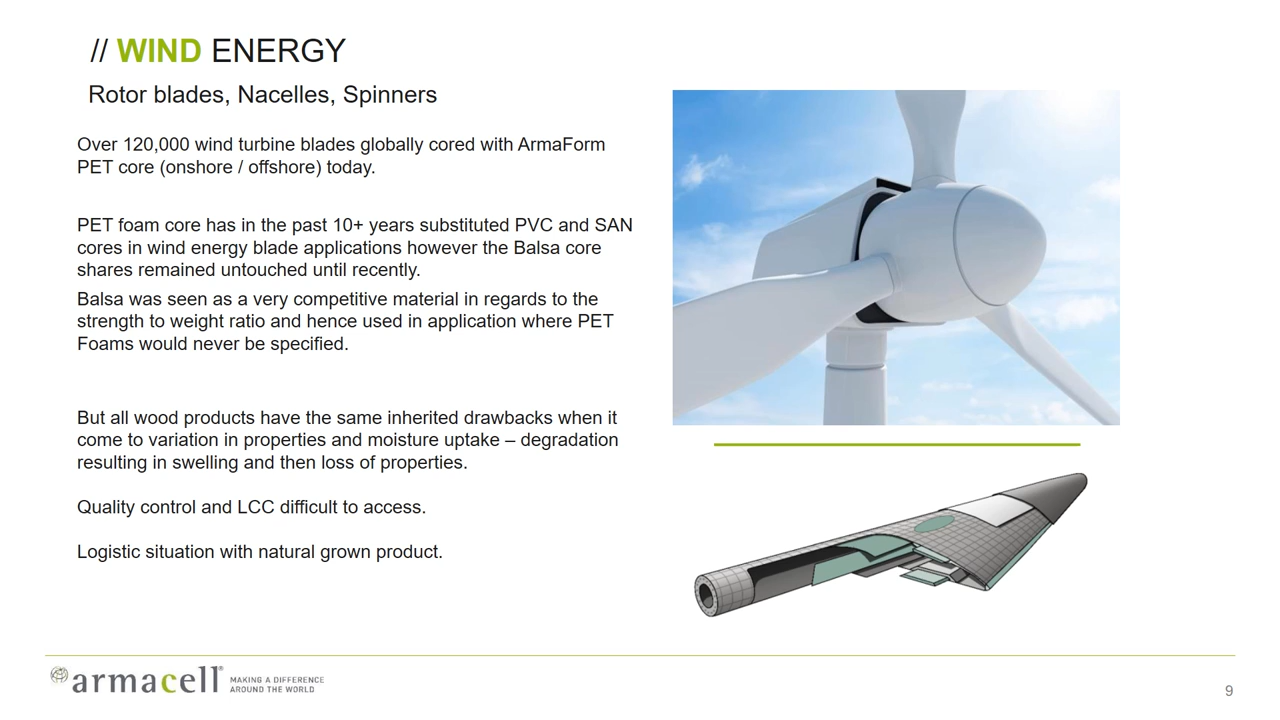 // WIND ENERGY
Rotor blades, Nacelles, Spinners
Over 120,000 wind turbine blades globally cored with ArmaForm
PET core (onshore / offshore) today.
PET foam core has in the past 10+ years substituted PVC and SAN
cores in wind energy blade applications however the Balsa core
shares remained untouched until recently.
Balsa was seen as a very competitive material in regards to the
strength to weight ratio and hence used in application where PET
Foams would never be specified.
But all wood products have the same inherited drawbacks when it
come to variation in properties and moisture uptake – degradation
resulting in swelling and then loss of properties.
Quality control and LCC difficult to access.
Logistic situation with natural grown product.
armacell®
MAKING A DIFFERENCE
AROUND THE WORLD
9